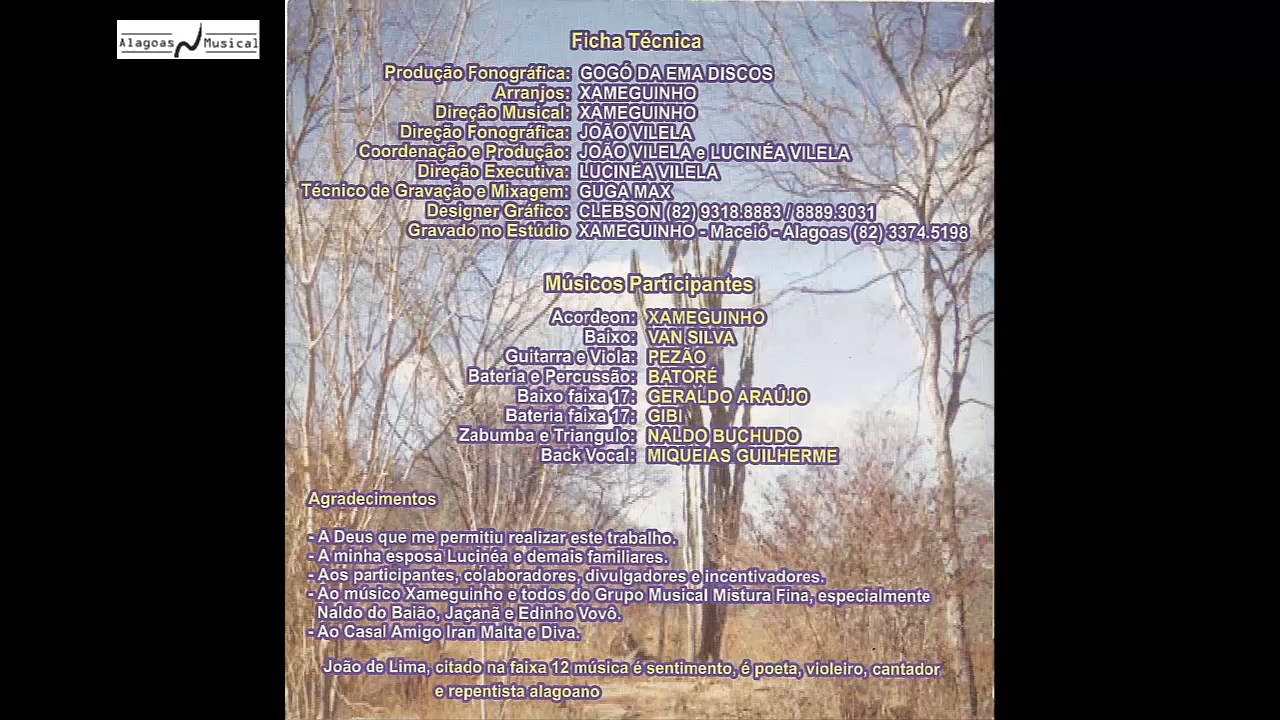 Alagoas Musical
Ficha Técnica
Produção Fonográfica: GOGÓ DA EMA DISCOS
Arranjos: XAMEGUINHO
Direção Musical: XAMEGUINHO
Direção Fonográfica: JOÃO VILELA
Coordenação e Produção: JOÃO VILELA e LUCINÉA VILELA
Direção Executiva: LUCINÉA VILELA
Técnico de Gravação e Mixagem: GUGA MAX
Designer Gráfico: CLEBSON (82) 9318.8883 / 8889.3031
Gravado no Estúdio XAMEGUINHO - Maceió - Alagoas (82) 3374.5198
Músicos Participantes
Acordeon: XAMEGUINHO
Baixo: VAN SILVA
Guitarra e Viola: PEZÃO
Bateria e Percussão: BATORÉ
Baixo faixa 17: GERALDO ARAÚJO
Bateria faixa 17: GIBI
Zabumba e Triangulo: NALDO BUCHUDO
Back Vocal: MIQUEIAS GUILHERME
Agradecimentos
- A Deus que me permitiu realizar este trabalho.
- A minha esposa Lucinéa e demais familiares.
- Aos participantes, colaboradores, divulgadores e incentivadores.
- Ao músico Xameguinho e todos do Grupo Musical Mistura Fina, especialmente
Naldo do Baião, Jaçanã e Edinho Vovô.
- Ao Casal Amigo Iran Malta e Diva.
João de Lima, citado na faixa 12 música é sentimento, é poeta, violeiro, cantador
e repentista alagoano